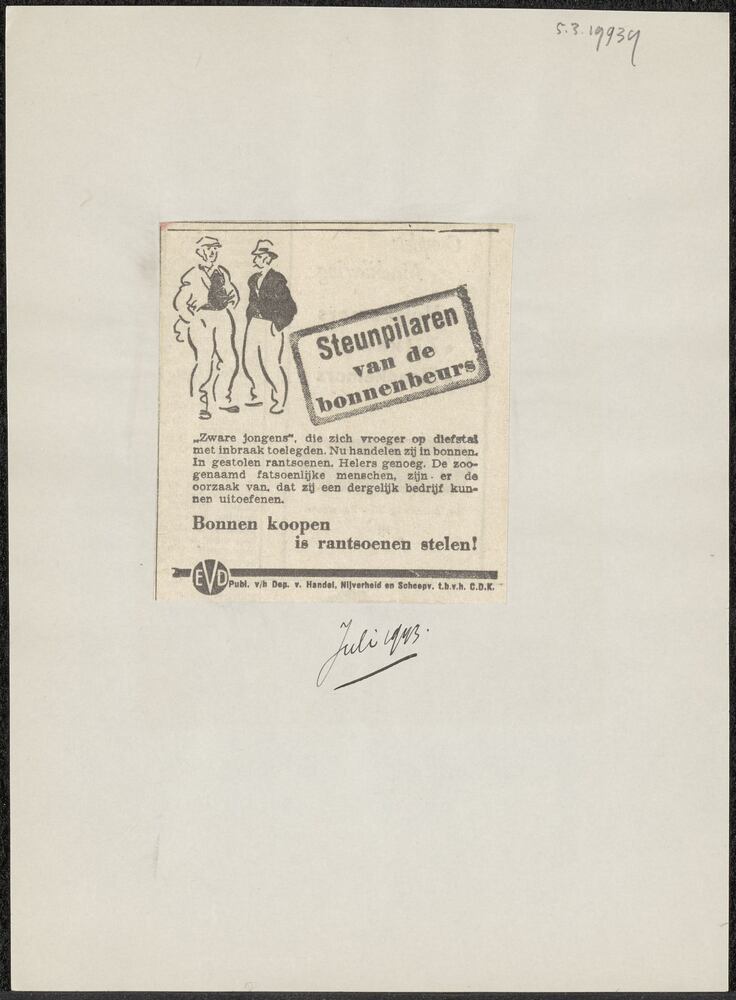 5.3.19939
Steunpilaren
van de
bonnenbeurs
„Zware jongens", die zich vroeger op diefstal
met inbraak toelegden. Nu handelen zij in bonnen.
In gestolen rantsoenen. Helers genoeg. De zoo-
genaamd fatsoenlijke menschen, zijn er de
oorzaak van, dat zij een dergelijk bedrijf kun-
nen uitoefenen.
Bonnen koopen
is rantsoenen stelen!
EVD
Publ. v/h Dep. v. Handel, Nijverheid en Scheepv. t.b.v.h. C.D.K.
Juli 1943.